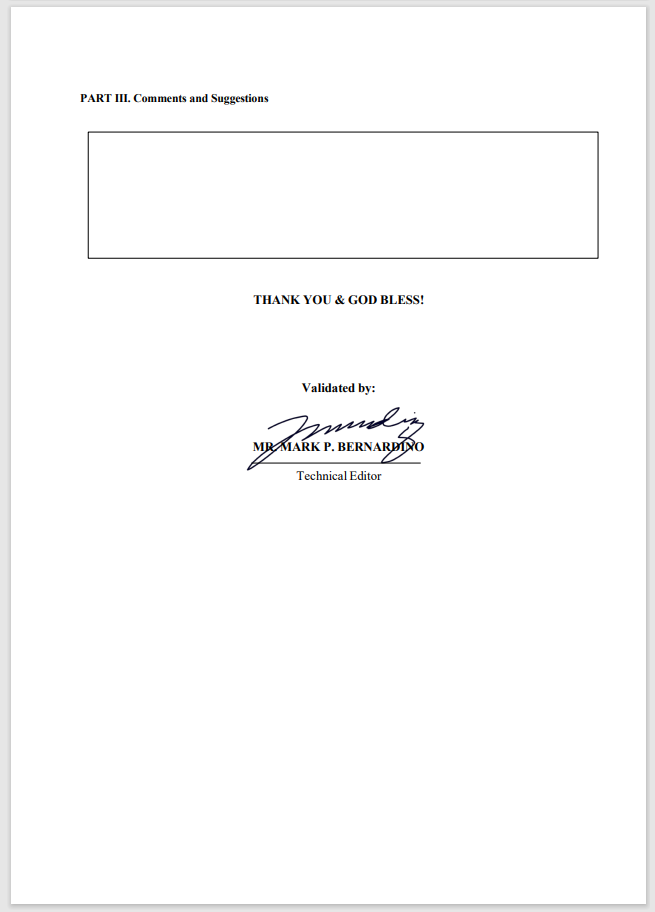 PART III. Comments and Suggestions
THANK YOU & GOD BLESS!
Validated by:
MR. MARK P. BERNARDINO
Technical Editor